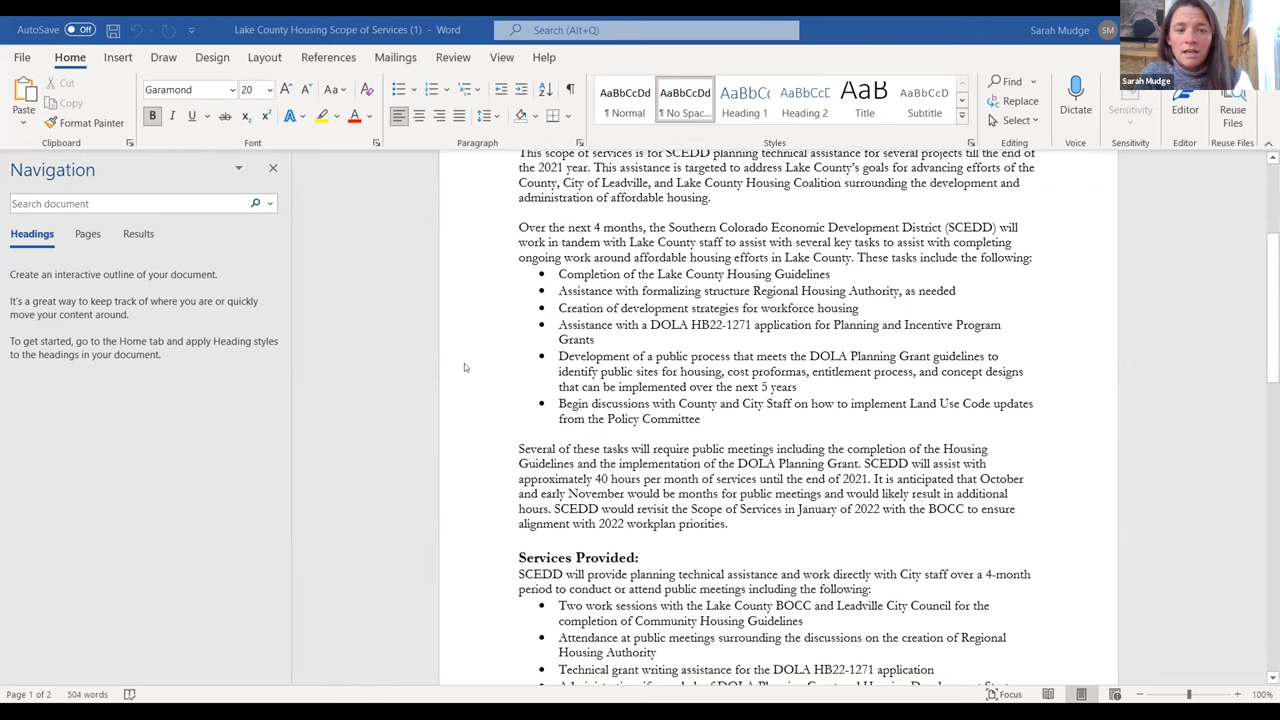 AutoSave Off
Lake County Housing Scope of Services (1) - Word
Search (Alt+Q)
Sarah Mudge SM
Sarah Mudge
File Home Insert Draw Design Layout References Mailings Review View Help
Paste
Cut
Copy
Format Painter
Clipboard
Garamond 20
B I U ab x2 x2 A A
Aa
Font
Paragraph
AaBbCcDd AaBbCcDd AaBbCc AaBbCcD AaB AaBbCcD
¶ Normal ¶ No Spac... Heading 1 Heading 2 Title Subtitle
Styles
Find
Replace
Select
Editing
Dictate
Voice
Sensitivity
Sensitivity
Editor
Editor
Reuse
Files
Reuse Files
Navigation
Search document
Headings Pages Results
Create an interactive outline of your document.
It's a great way to keep track of where you are or quickly
move your content around.
To get started, go to the Home tab and apply Heading styles
to the headings in your document.
This scope of services is for SCEDD planning technical assistance for several projects till the end of
the 2021 year. This assistance is targeted to address Lake County's goals for advancing efforts of the
County, City of Leadville, and Lake County Housing Coalition surrounding the development and
administration of affordable housing.
Over the next 4 months, the Southern Colorado Economic Development District (SCEDD) will
work in tandem with Lake County staff to assist with several key tasks to assist with completing
ongoing work around affordable housing efforts in Lake County. These tasks include the following:
• Completion of the Lake County Housing Guidelines
• Assistance with formalizing structure Regional Housing Authority, as needed
• Creation of development strategies for workforce housing
• Assistance with a DOLA HB22-1271 application for Planning and Incentive Program
Grants
• Development of a public process that meets the DOLA Planning Grant guidelines to
identify public sites for housing, cost proformas, entitlement process, and concept designs
that can be implemented over the next 5 years
• Begin discussions with County and City Staff on how to implement Land Use Code updates
from the Policy Committee
Several of these tasks will require public meetings including the completion of the Housing
Guidelines and the implementation of the DOLA Planning Grant. SCEDD will assist with
approximately 40 hours per month of services until the end of 2021. It is anticipated that October
and early November would be months for public meetings and would likely result in additional
hours. SCEDD would revisit the Scope of Services in January of 2022 with the BOCC to ensure
alignment with 2022 workplan priorities.
Services Provided:
SCEDD will provide planning technical assistance and work directly with City staff over a 4-month
period to conduct or attend public meetings including the following:
• Two work sessions with the Lake County BOCC and Leadville City Council for the
completion of Community Housing Guidelines
• Attendance at public meetings surrounding the discussions on the creation of Regional
Housing Authority
• Technical grant writing assistance for the DOLA HB22-1271 application
Page 1 of 2 504 words
Focus
100%